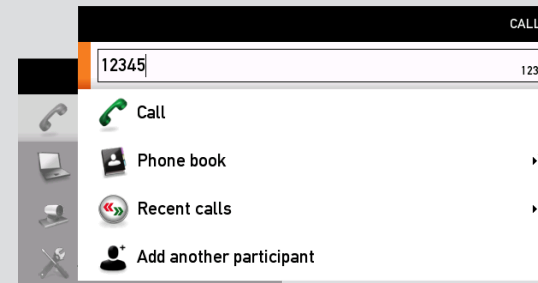 CALL
12345
123
Call
Phone book
Recent calls
Add another participant